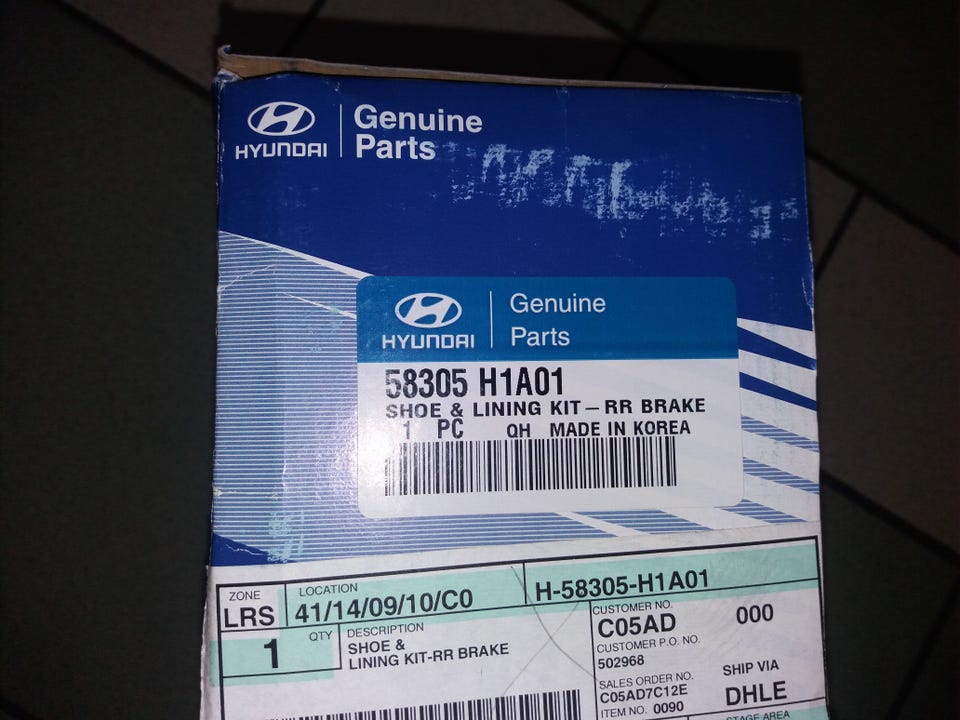 HYUNDAI
Genuine
Parts
HYUNDAI
Genuine
Parts
58305 H1A01
SHOE & LINING KIT-RR BRAKE
1 PC QH MADE IN KOREA
ZONE
LRS
LOCATION
41/14/09/10/C0
H-58305-H1A01
QTY
1
DESCRIPTION
SHOE &
LINING KIT-RR BRAKE
CUSTOMER NO.
C05AD 000
CUSTOMER P.O. NO.
502968
SALES ORDER NO.
C05AD7C12E
ITEM NO. 0090
SHIP VIA
DHLE
STAGE AREA